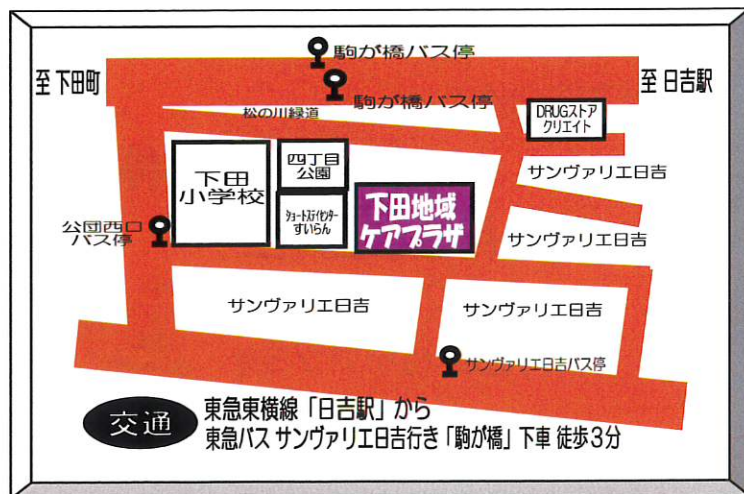 駒が橋バス停
至 下田町
至 日吉駅
駒が橋バス停
松の川緑道
DRUGストア
クリエイト
四丁目
公園
下田
小学校
サンヴァリエ日吉
下田地域
ケアプラザ
ショートステイセンター
すいらん
公団西口
バス停
サンヴァリエ日吉
サンヴァリエ日吉
サンヴァリエ日吉
サンヴァリエ日吉バス停
交通
東急東横線「日吉駅」から
東急バス サンヴァリエ日吉行き「駒が橋」下車 徒歩3分